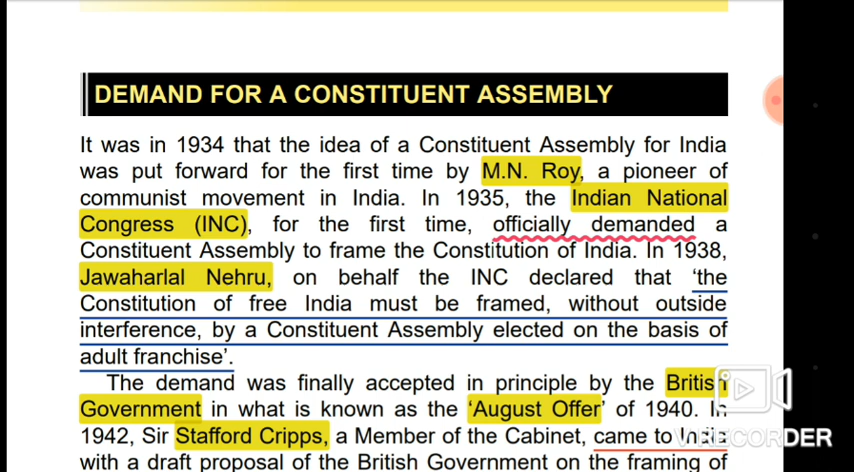 DEMAND FOR A CONSTITUENT ASSEMBLY
It was in 1934 that the idea of a Constituent Assembly for India
was put forward for the first time by M.N. Roy, a pioneer of
communist movement in India. In 1935, the Indian National
Congress (INC), for the first time, officially demanded a
Constituent Assembly to frame the Constitution of India. In 1938,
Jawaharlal Nehru, on behalf the INC declared that ‘the
Constitution of free India must be framed, without outside
interference, by a Constituent Assembly elected on the basis of
adult franchise’.
The demand was finally accepted in principle by the British
Government in what is known as the ‘August Offer’ of 1940. In
1942, Sir Stafford Cripps, a Member of the Cabinet, came to India
with a draft proposal of the British Government on the framing of
VIRECORDER